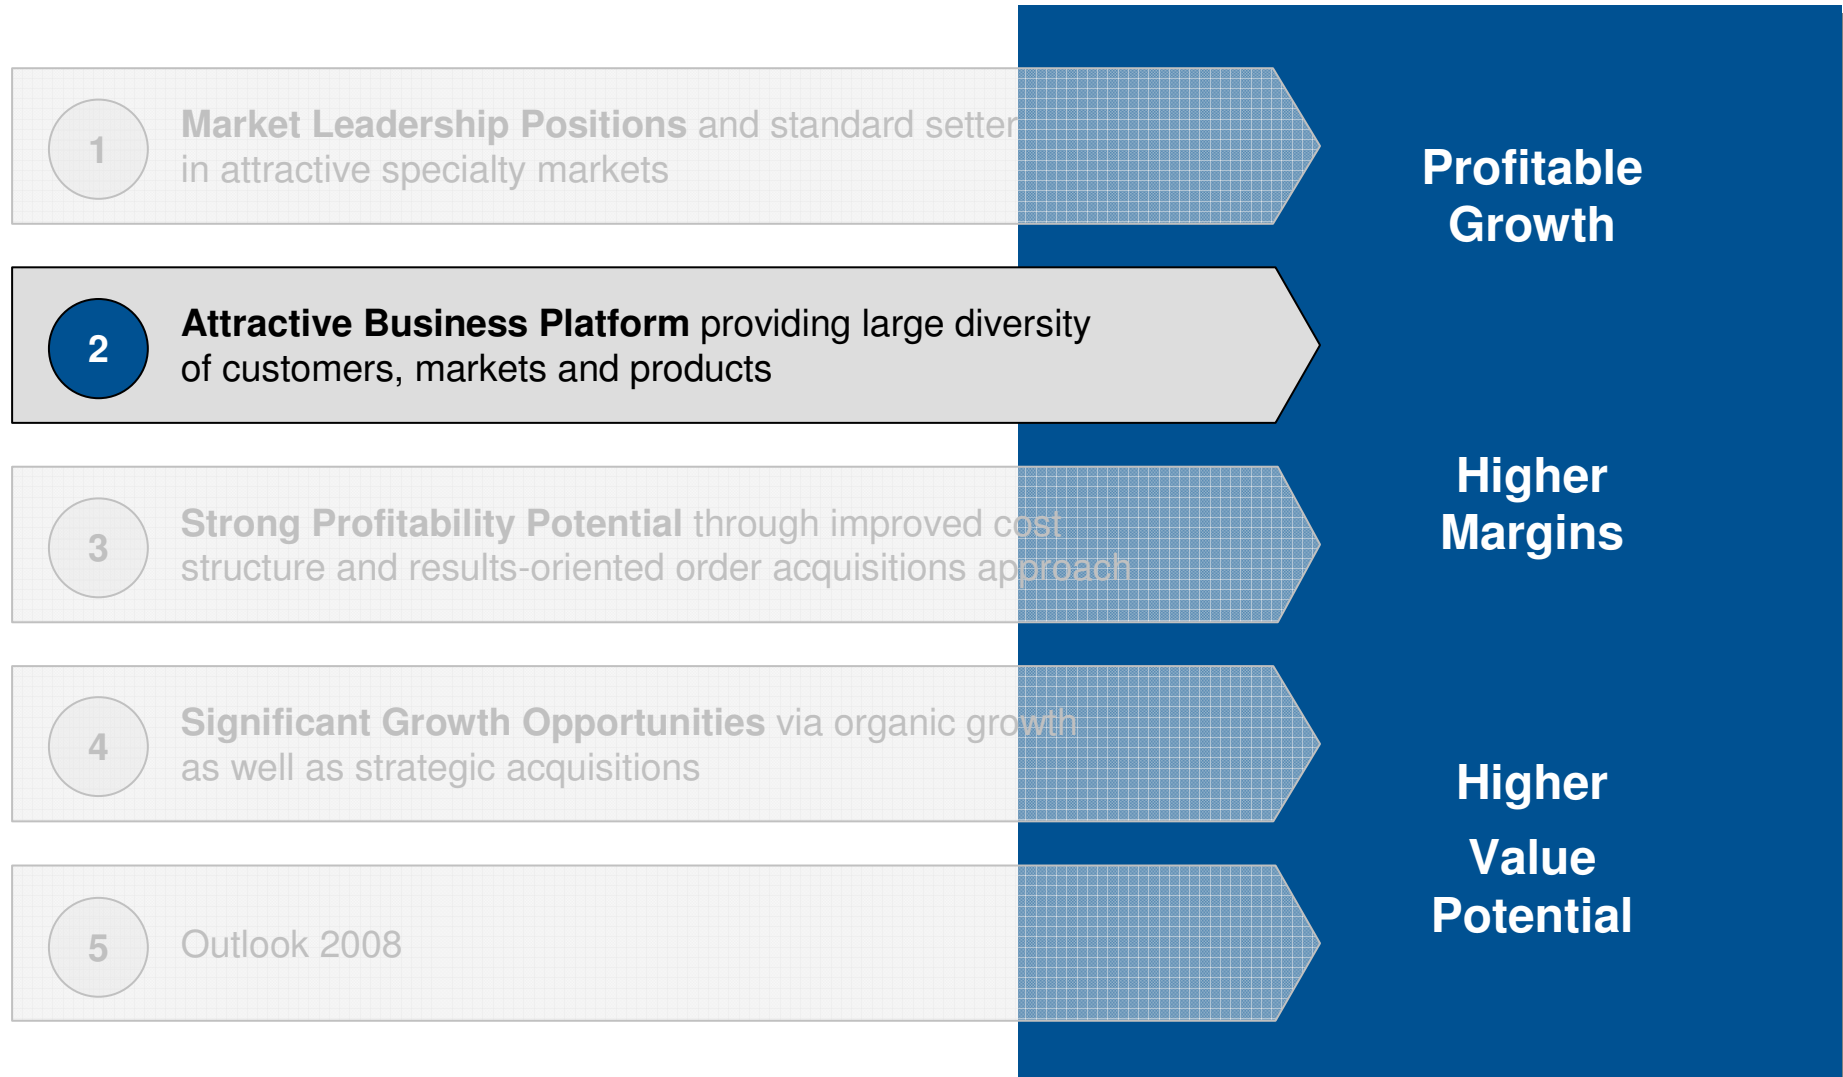 1
Market Leadership Positions and standard setter
in attractive specialty markets
2
Attractive Business Platform providing large diversity
of customers, markets and products
3
Strong Profitability Potential through improved cost
structure and results-oriented order acquisitions approach
4
Significant Growth Opportunities via organic growth
as well as strategic acquisitions
5
Outlook 2008
Profitable
Growth
Higher
Margins
Higher
Value
Potential